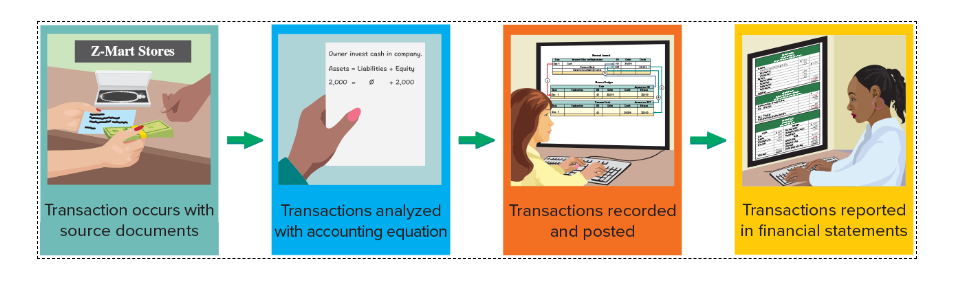 Z-Mart Stores
Transaction occurs with
source documents
Owner invest cash in company.
Assets = Liabilities + Equity
2,000 = Ø + 2,000
Transactions analyzed
with accounting equation
Transactions recorded
and posted
Transactions reported
in financial statements